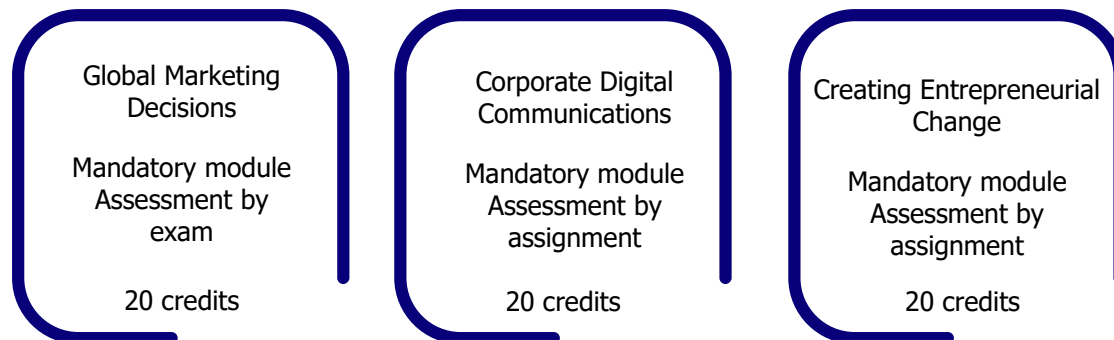 Global Marketing
Decisions
Mandatory module
Assessment by
exam
20 credits
Corporate Digital
Communications
Mandatory module
Assessment by
assignment
20 credits
Creating Entrepreneurial
Change
Mandatory module
Assessment by
assignment
20 credits